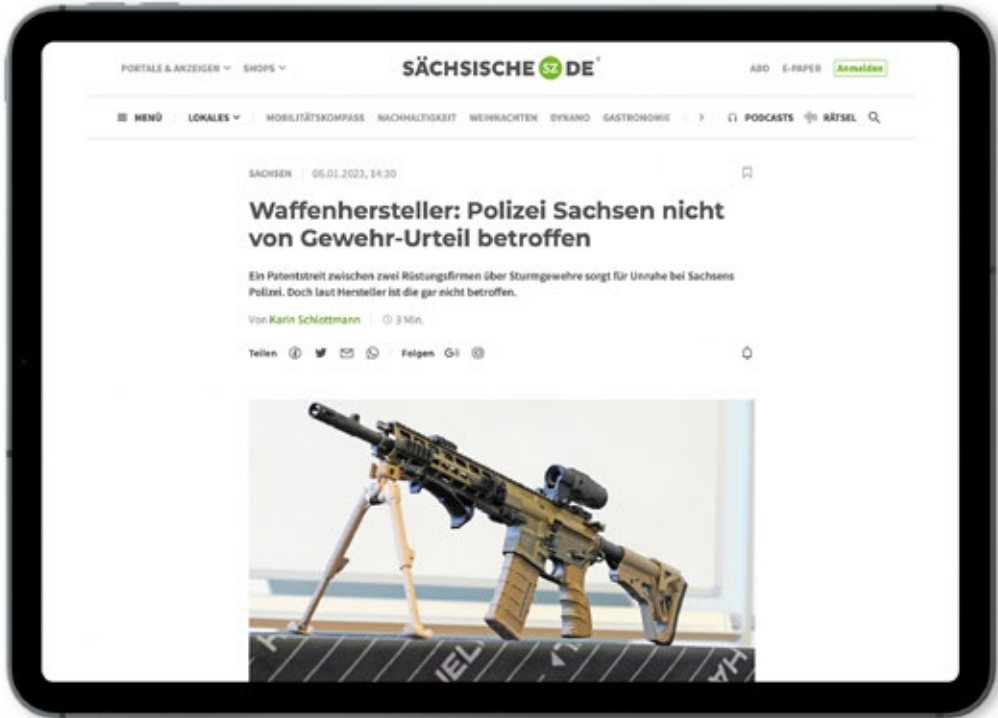 PORTALE & ANZEIGEN SHOPS SÄCHSISCHE SZ DE ABO E-PAPER Anmelden
MENÜ LOKALES MOBILITÄTSKOMPASS NACHHALTIGKEIT WEIHNACHTEN DYNAMO GASTRONOMIE > PODCASTS RÄTSEL
SACHSEN 06.01.2023, 14:30
Waffenhersteller: Polizei Sachsen nicht
von Gewehr-Urteil betroffen
Ein Patentstreit zwischen zwei Rüstungsfirmen über Sturmgewehre sorgt für Unruhe bei Sachsens
Polizei. Doch laut Hersteller ist die gar nicht betroffen.
Von Karin Schlottmann 3 Min.
Teilen Folgen